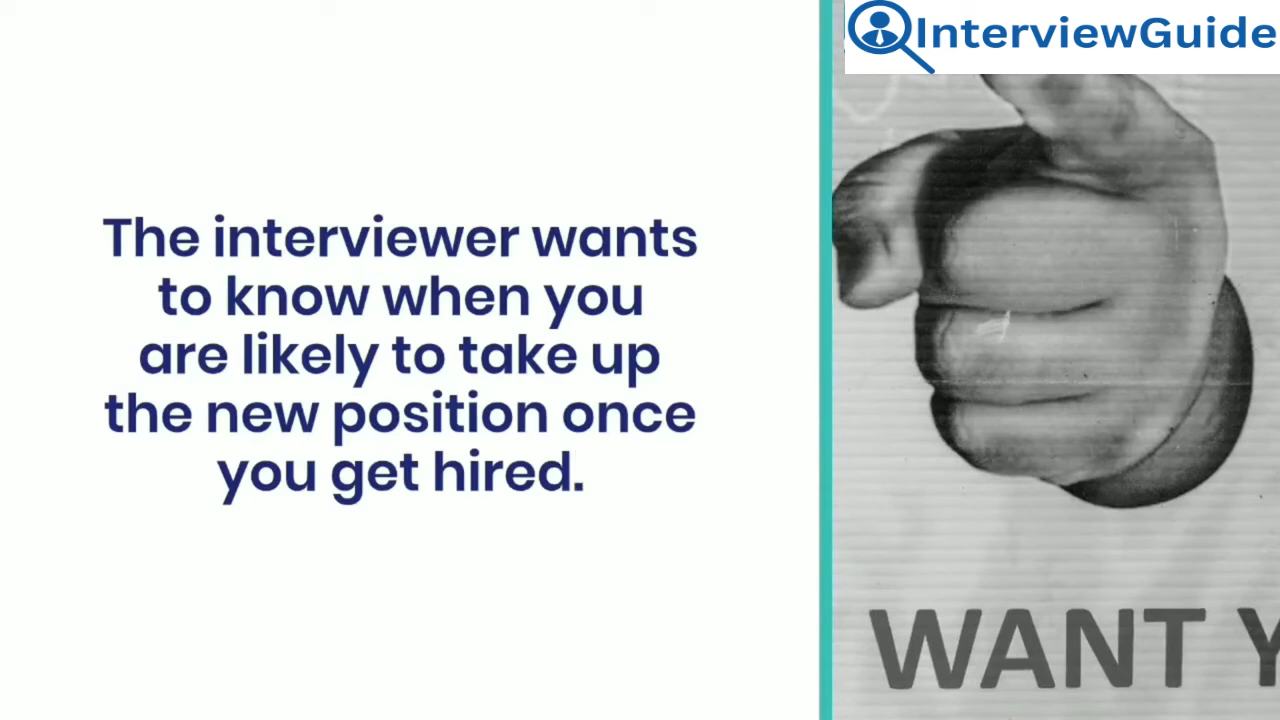 InterviewGuide
The interviewer wants
to know when you
are likely to take up
the new position once
you get hired.
WANT Y